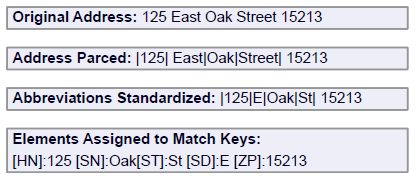 Original Address: 125 East Oak Street 15213
Address Parced: |125| East|Oak|Street| 15213
Abbreviations Standardized: |125|E|Oak|St| 15213
Elements Assigned to Match Keys:
[HN]:125 [SN]:Oak[ST]:St [SD]:E [ZP]:15213